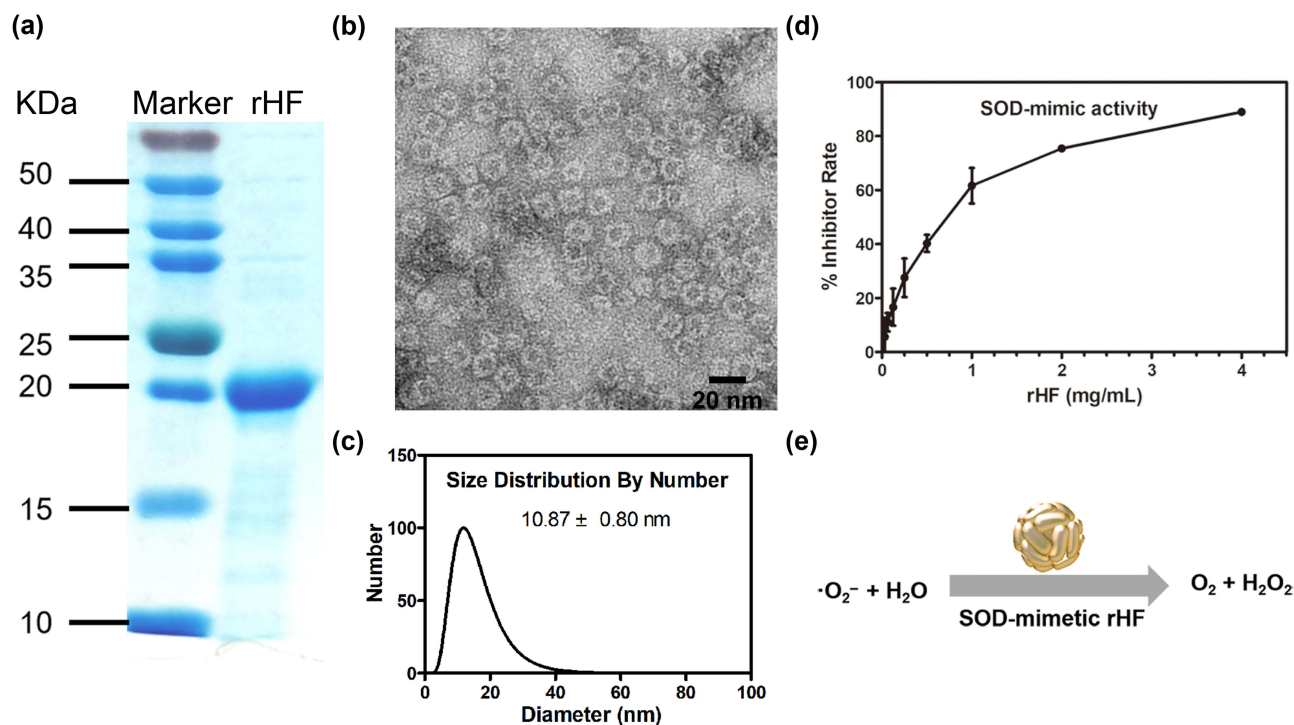 (a)
KDa Marker rHF
50
40
35
25
20
15
10
(b)
20 nm
(c)
150
100
50
0
Number
Size Distribution By Number
10.87 ± 0.80 nm
0 20 40 60 80 100
Diameter (nm)
(d)
100
80
60
40
20
0
% Inhibitor Rate
SOD-mimic activity
0 1 2 3 4
rHF (mg/mL)
(e)
·O₂⁻ + H₂O
SOD-mimetic rHF
O₂ + H₂O₂